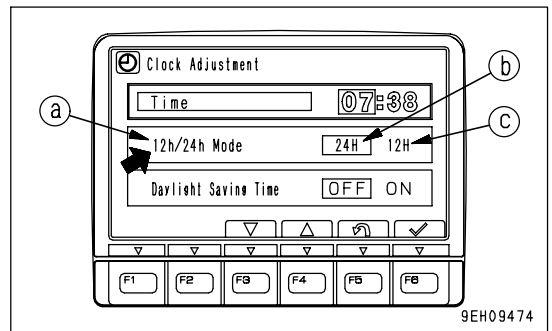 Clock Adjustment
Time 07:38
12h/24h Mode 24H 12H
Daylight Saving Time OFF ON
a
b
c
F1 F2 F3 F4 F5 F6
9EH09474